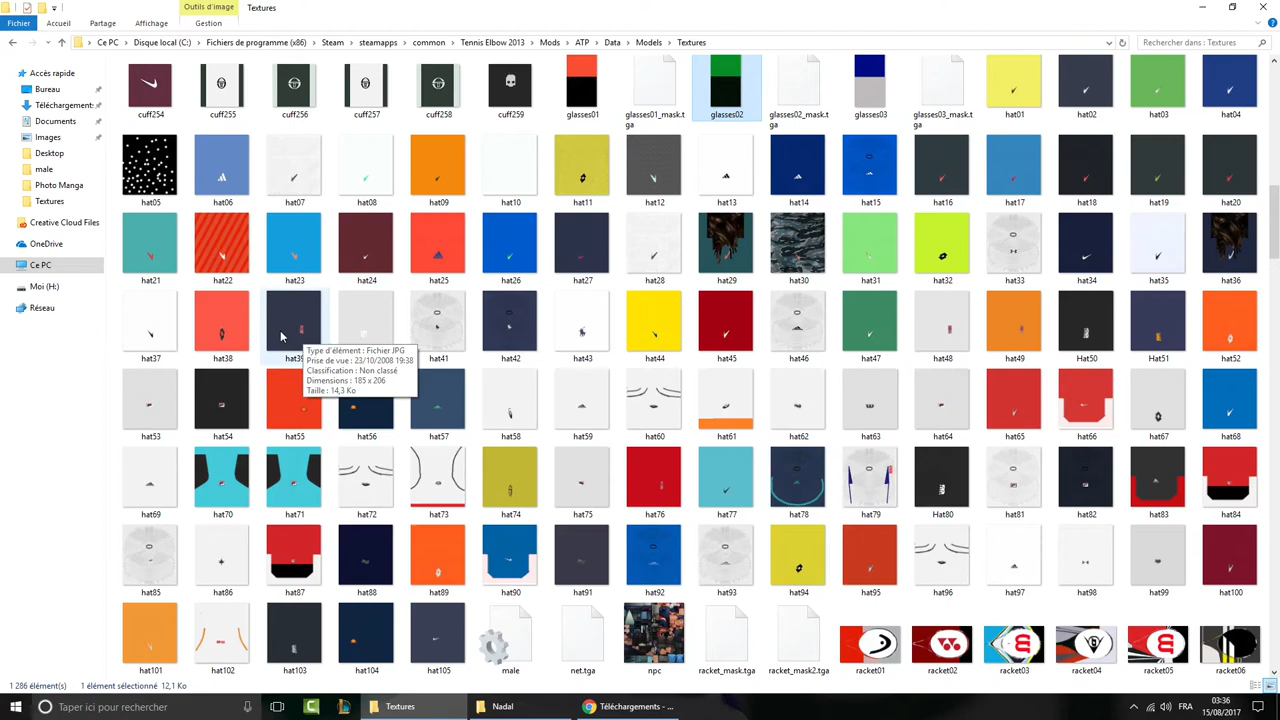 Outils d'image
Textures
Fichier
Accueil
Partage
Affichage
Gestion
Ce PC
Disque local (C:)
Fichiers de programme (x86)
Steam
steamapps
common
Tennis Elbow 2013
Mods
ATP
Data
Models
Textures
Rechercher dans : Textures
Accès rapide
Bureau
Téléchargement:
Documents
Images
Desktop
male
Photo Manga
Textures
Creative Cloud Files
OneDrive
Ce PC
Moi (H:)
Réseau
cuff254 cuff255 cuff256 cuff257 cuff258 cuff259 glasses01 glasses01_mask.t glasses02 glasses02_mask.t glasses03 glasses03_mask.t hat01 hat02 hat03 hat04
ga ga ga
hat05 hat06 hat07 hat08 hat09 hat10 hat11 hat12 hat13 hat14 hat15 hat16 hat17 hat18 hat19 hat20
hat21 hat22 hat23 hat24 hat25 hat26 hat27 hat28 hat29 hat30 hat31 hat32 hat33 hat34 hat35 hat36
hat37 hat38 hat39 hat41 hat42 hat43 hat44 hat45 hat46 hat47 hat48 hat49 Hat50 Hat51 hat52
Type d'élément : Fichier JPG
Prise de vue : 23/10/2008 19:38
Classification : Non classé
Dimensions : 185 x 206
Taille : 14,3 Ko
hat53 hat54 hat55 hat56 hat57 hat58 hat59 hat60 hat61 hat62 hat63 hat64 hat65 hat66 hat67 hat68
hat69 hat70 hat71 hat72 hat73 hat74 hat75 hat76 hat77 hat78 hat79 Hat80 hat81 hat82 hat83 hat84
hat85 hat86 hat87 hat88 hat89 hat90 hat91 hat92 hat93 hat94 hat95 hat96 hat97 hat98 hat99 hat100
hat101 hat102 hat103 hat104 hat105 male net.tga npc racket_mask.tga racket_mask2.tga racket01 racket02 racket03 racket04 racket05 racket06
1 286 élément(s)
1 élément sélectionné 12,1 Ko
Taper ici pour rechercher
Textures
Nadal
Téléchargements - ...
FRA
03:36
15/08/2017